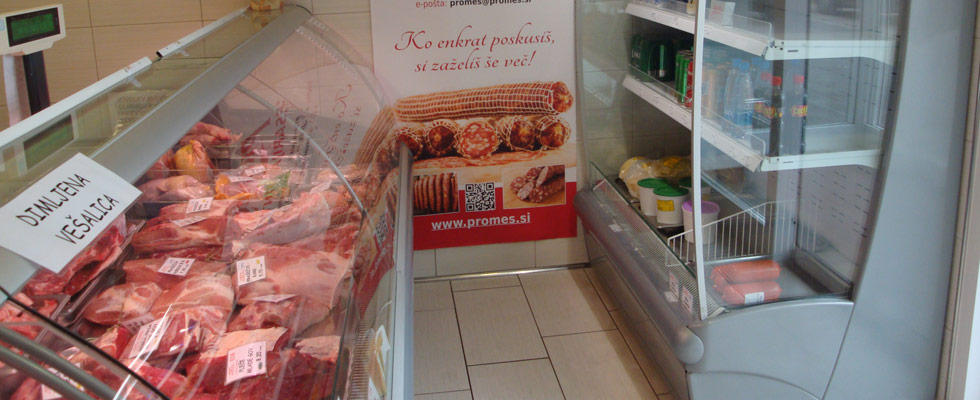 e-pošta: promes@promes.si
Ko enkrat poskusiš,
si zaželiš še več!
www.promes.si
DIMLJENA
VEŠALICA